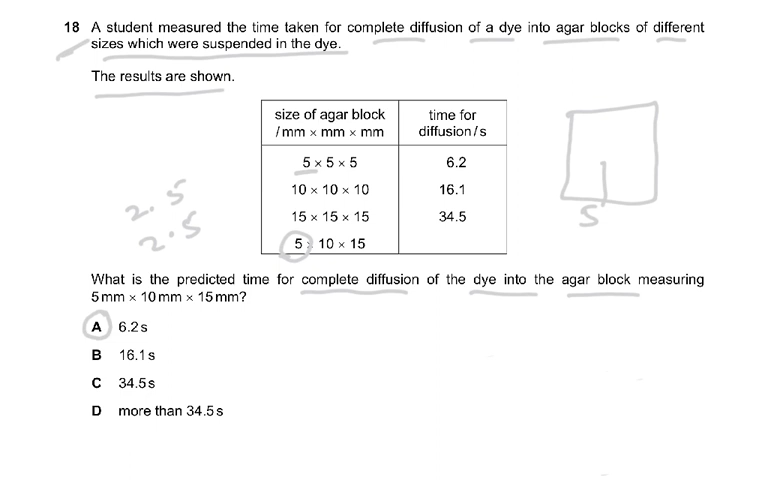 18 A student measured the time taken for complete diffusion of a dye into agar blocks of different
sizes which were suspended in the dye.
The results are shown.
size of agar block
/ mm × mm × mm
time for
diffusion / s
5 × 5 × 5 6.2
10 × 10 × 10 16.1
15 × 15 × 15 34.5
5 × 10 × 15
2.5
2.5
5
What is the predicted time for complete diffusion of the dye into the agar block measuring
5 mm × 10 mm × 15 mm?
A 6.2 s
B 16.1 s
C 34.5 s
D more than 34.5 s